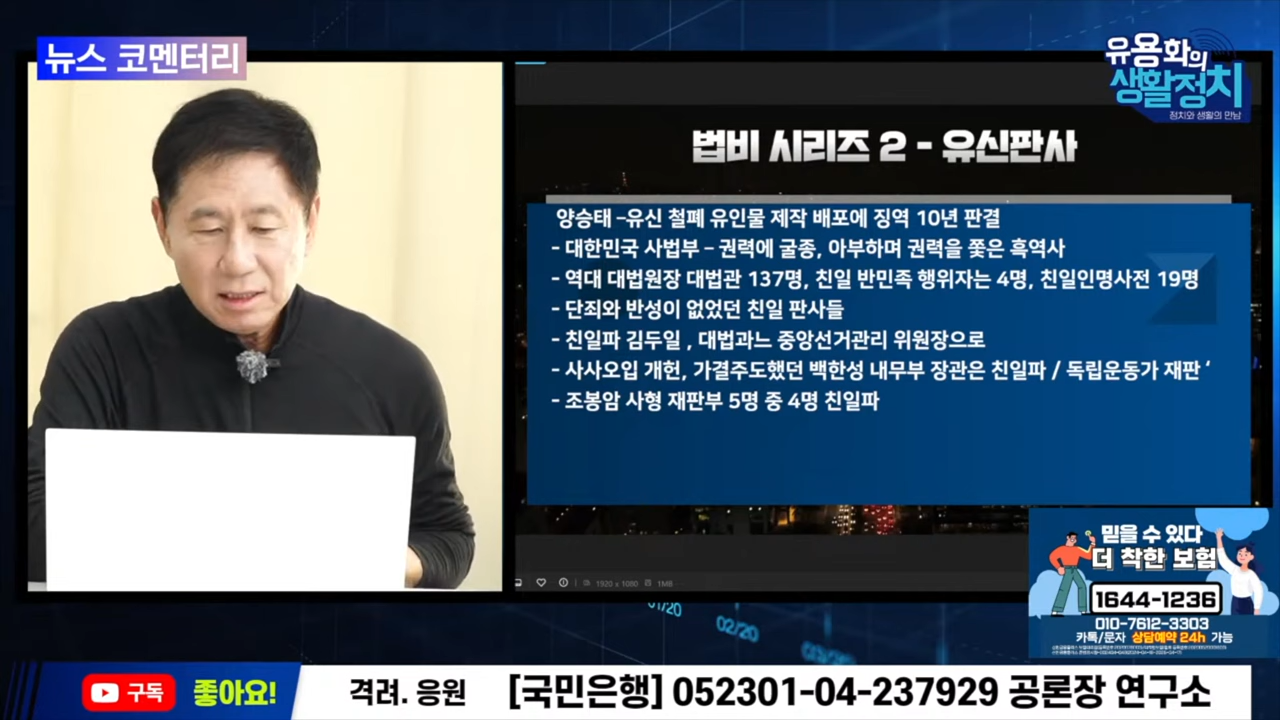 뉴스 코멘터리
유용화의
생활정치
정치와 생활의 만남
법비 시리즈 2 - 유신판사
양승태 –유신 철폐 유인물 제작 배포에 징역 10년 판결
- 대한민국 사법부 – 권력에 굴종, 아부하며 권력을 쫓은 흑역사
- 역대 대법원장 대법관 137명, 친일 반민족 행위자는 4명, 친일인명사전 19명
- 단죄와 반성이 없었던 친일 판사들
- 친일파 김두일 , 대법과느 중앙선거관리 위원장으로
- 사사오입 개헌, 가결주도했던 백한성 내무부 장관은 친일파 / 독립운동가 재판 ‘
- 조봉암 사형 재판부 5명 중 4명 친일파
1920 x 1080
1MB
믿을 수 있다
더 착한 보험
1644-1236
010-7612-3303
카톡/문자 상담예약 24h 가능
01/20
02/20
구독
좋아요!
격려. 응원
[국민은행] 052301-04-237929 공론장 연구소